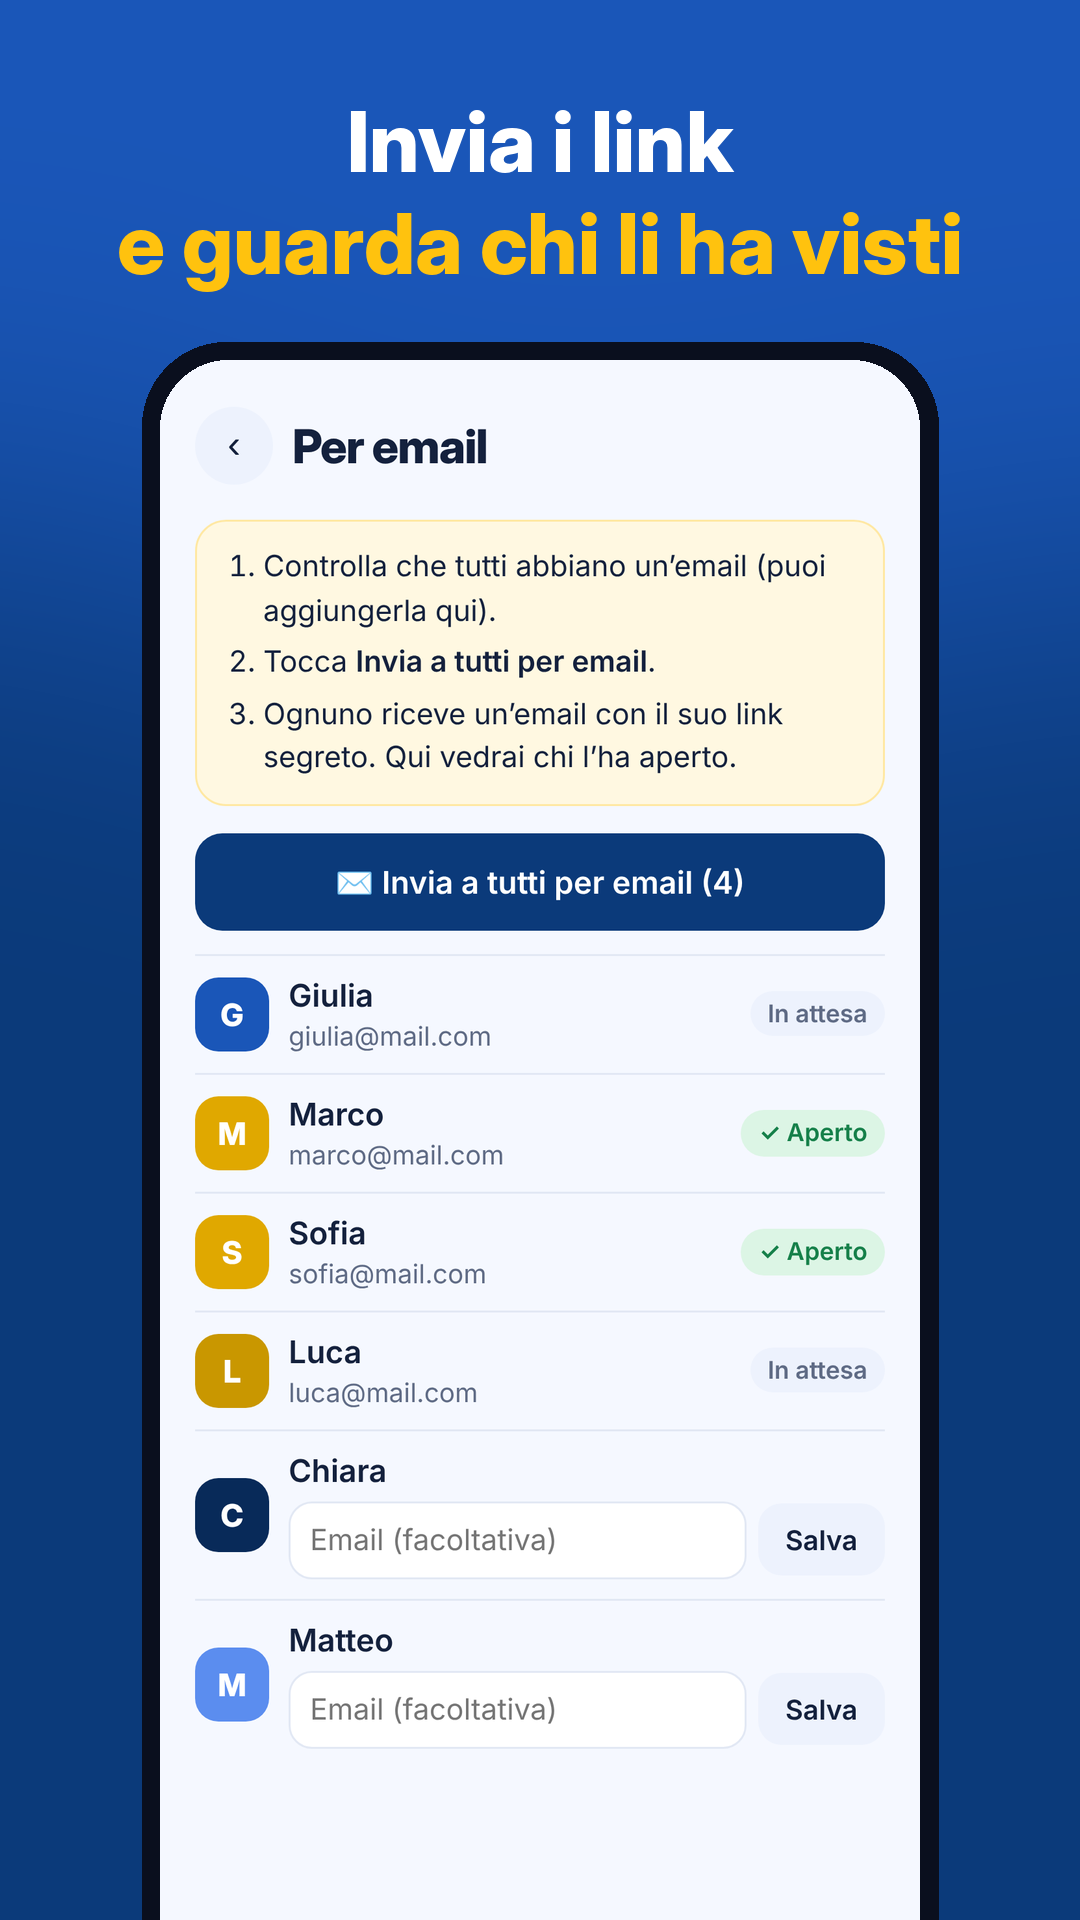 Invia i link
e guarda chi li ha visti
‹
Per email
1. Controlla che tutti abbiano un’email (puoi
aggiungerla qui).
2. Tocca Invia a tutti per email.
3. Ognuno riceve un’email con il suo link
segreto. Qui vedrai chi l’ha aperto.
✉️ Invia a tutti per email (4)
G
Giulia
giulia@mail.com
In attesa
M
Marco
marco@mail.com
✓ Aperto
S
Sofia
sofia@mail.com
✓ Aperto
L
Luca
luca@mail.com
In attesa
C
Chiara
Email (facoltativa)
Salva
M
Matteo
Email (facoltativa)
Salva